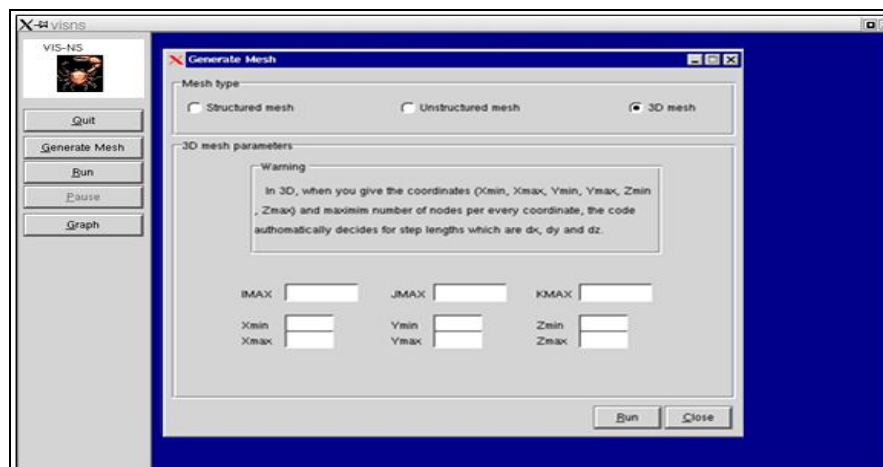 visns
VIS-NS
Quit
Generate Mesh
Run
Pause
Graph
Generate Mesh
Mesh type
Structured mesh
Unstructured mesh
3D mesh
3D mesh parameters
Warning
In 3D, when you give the coordinates (Xmin, Xmax, Ymin, Ymax, Zmin
, Zmax) and maximim number of nodes per every coordinate, the code
authomatically decides for step lengths which are dx, dy and dz.
IMAX JMAX KMAX
Xmin Ymin Zmin
Xmax Ymax Zmax
Run Close